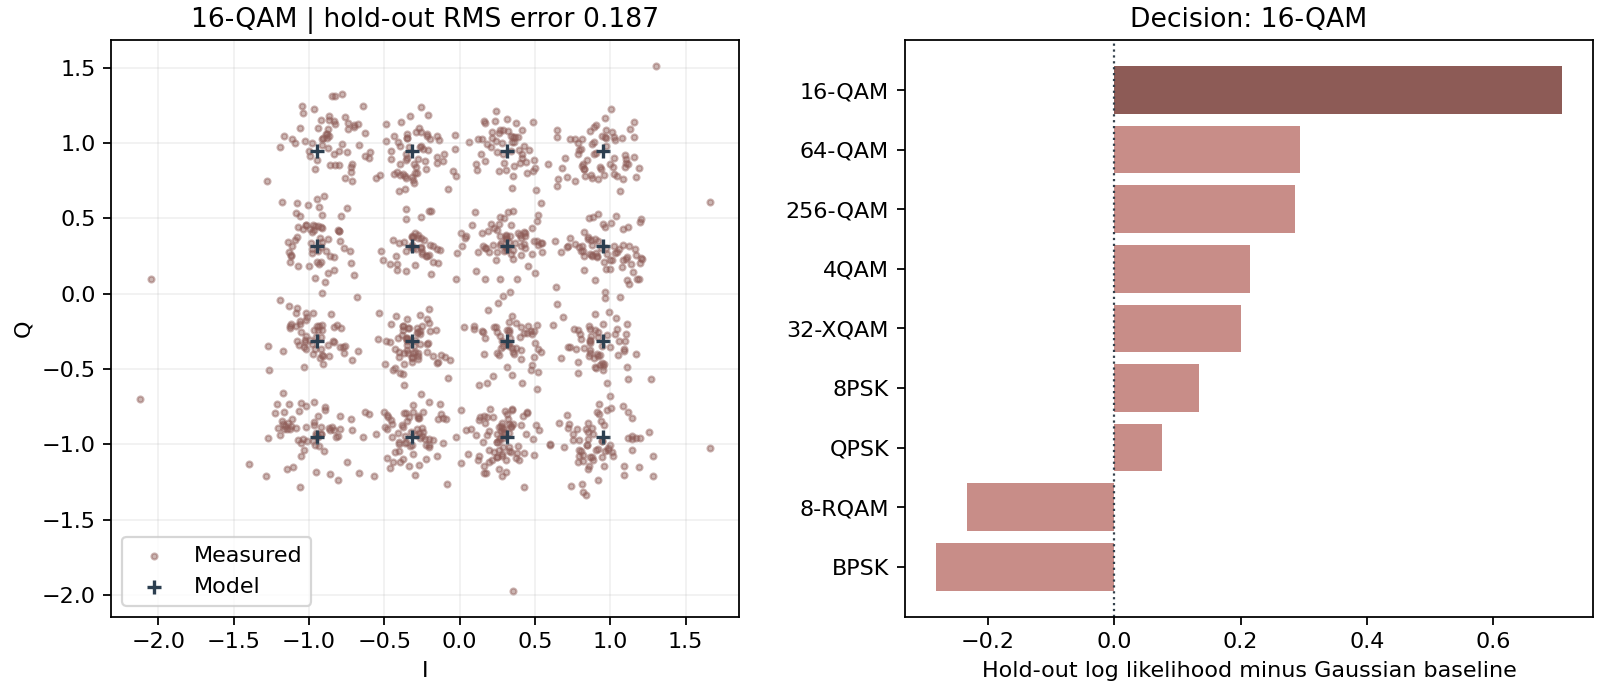 16-QAM | hold-out RMS error 0.187
1.5
1.0
0.5
0.0
−0.5
−1.0
−1.5
−2.0
Q
Measured
Model
−2.0 −1.5 −1.0 −0.5 0.0 0.5 1.0 1.5
I
Decision: 16-QAM
16-QAM
64-QAM
256-QAM
4QAM
32-XQAM
8PSK
QPSK
8-RQAM
BPSK
−0.2 0.0 0.2 0.4 0.6
Hold-out log likelihood minus Gaussian baseline